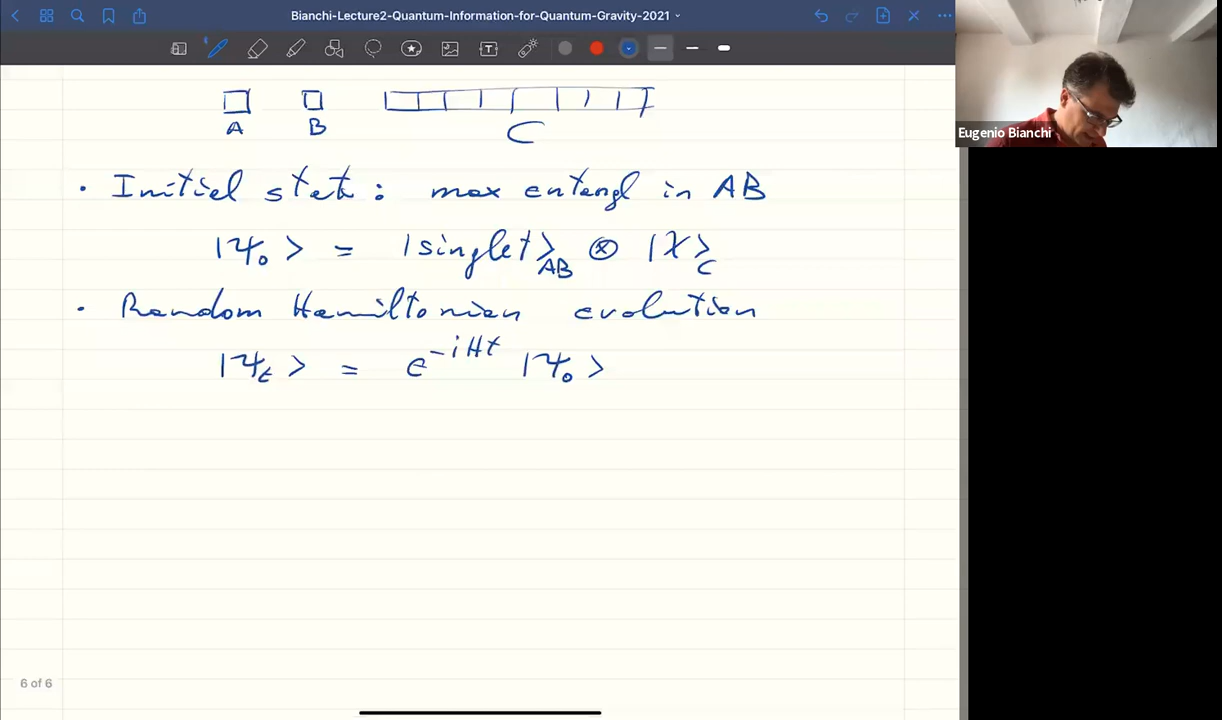 Bianchi-Lecture2-Quantum-Information-for-Quantum-Gravity-2021
T
Eugenio Bianchi
A B C
· Initial state : max entangl in AB
|ψ₀ > = |singlet>_AB ⊗ |χ>_C
· Random Hamiltonian evolution
|ψ_t > = e^{-iHt} |ψ₀ >
6 of 6